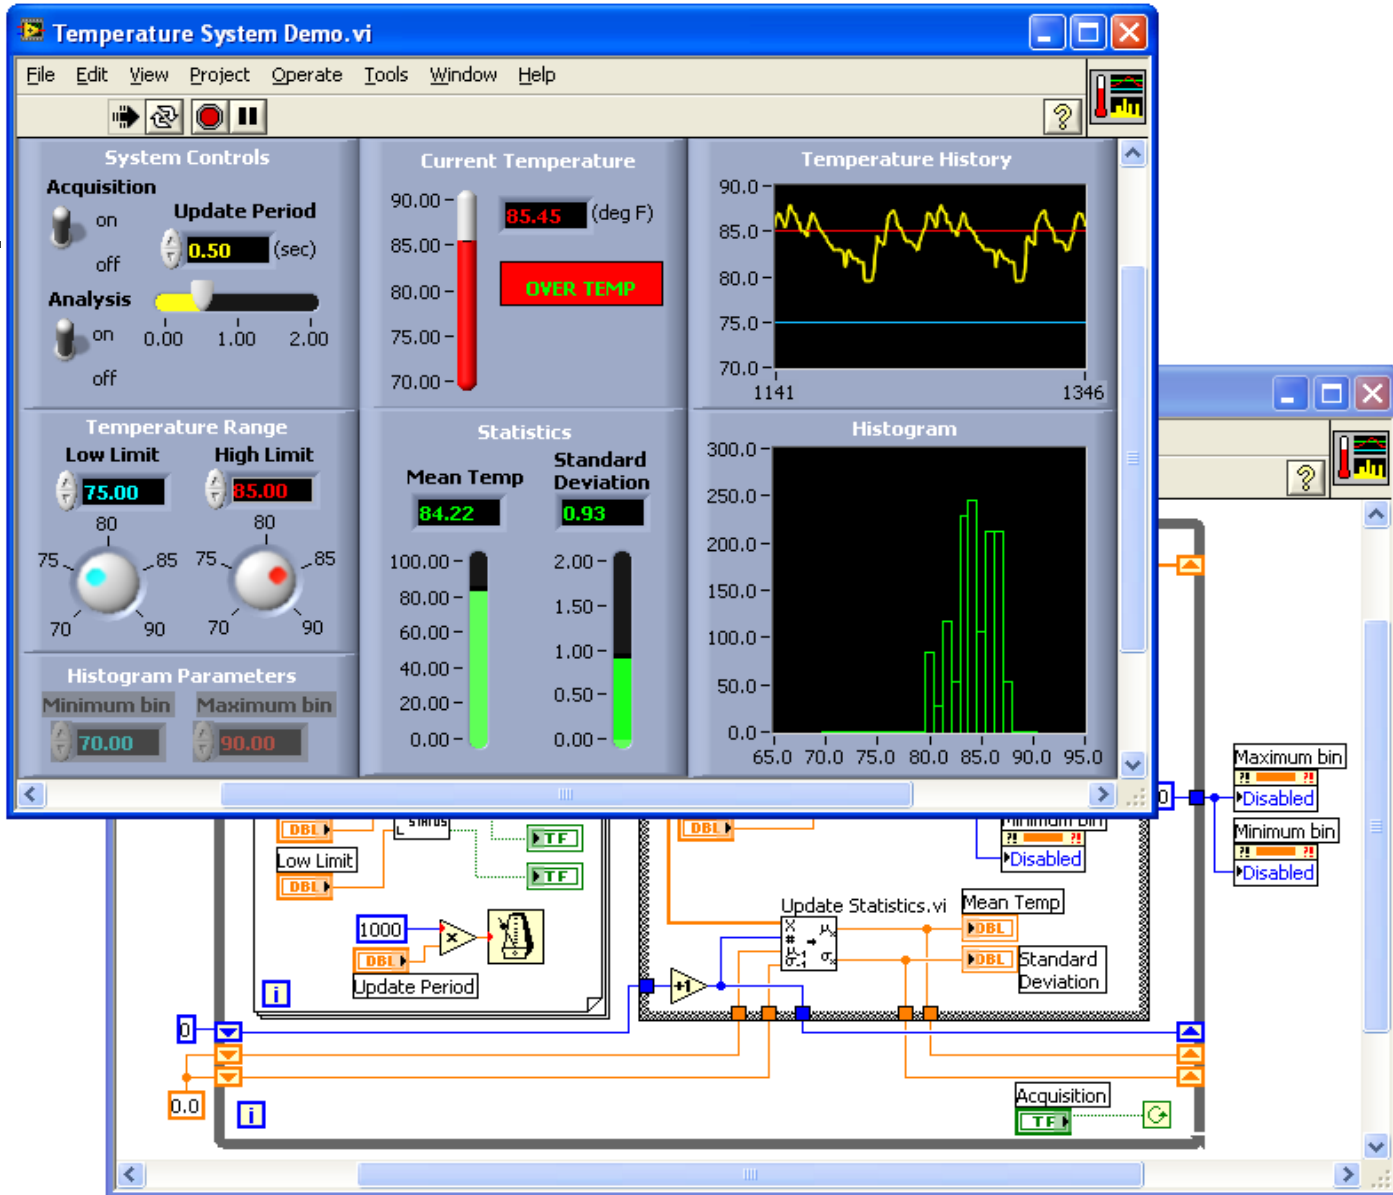 Temperature System Demo.vi
File Edit View Project Operate Tools Window Help
?
System Controls
Acquisition
on
off
Update Period
0.50 (sec)
Analysis
on
off
0.00 1.00 2.00
Current Temperature
90.00
85.00
80.00
75.00
70.00
85.45 (deg F)
OVER TEMP
Temperature History
90.0
85.0
80.0
75.0
70.0
1141 1346
Temperature Range
Low Limit High Limit
75.00 85.00
80 80
75 85 75 85
70 90 70 90
Statistics
Mean Temp
Standard
Deviation
84.22 0.93
100.00 2.00
80.00 1.50
60.00 1.00
40.00 0.50
20.00 0.00
0.00
Histogram
300.0
250.0
200.0
150.0
100.0
50.0
0.0
65.0 70.0 75.0 80.0 85.0 90.0 95.0
Histogram Parameters
Minimum bin Maximum bin
70.00 90.00
?
Maximum bin
?! ?!
Disabled
Minimum bin
?! ?!
Disabled
DBL
TF
Low Limit
DBL
TF
1000
x
DBL
Update Period
i
DBL
Minimum bin
?! ?!
Disabled
Update Statistics.vi
Mean Temp
DBL
DBL
Standard
Deviation
+1
0
0.0
i
Acquisition
TF